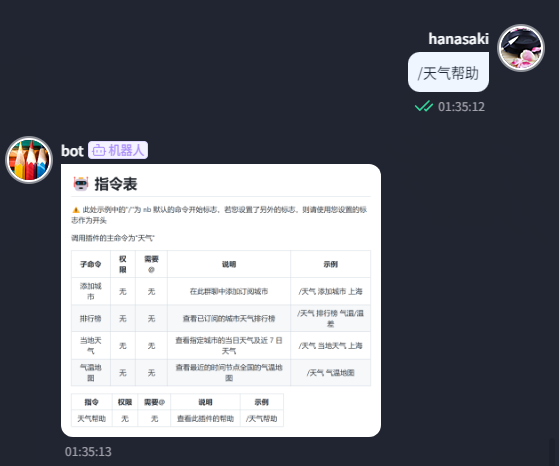 hanasaki
/天气帮助
01:35:12
bot 机器人
指令表
⚠️ 此处示例中的"/"为 nb 默认的命令开始标志，若您设置了另外的标志，则请使用您设置的标
志作为开头
调用插件的主命令为"天气"
子命令 权限 需要@ 说明 示例
添加城市 无 无 在此群聊中添加订阅城市 /天气 添加城市 上海
排行榜 无 无 查看已订阅的城市天气排行榜 /天气 排行榜 气温/温差
当地天气 无 无 查看指定城市的当日天气及近 7 日天气 /天气 当地天气 上海
气温地图 无 无 查看最近的时间节点全国的气温地图 /天气 气温地图
指令 权限 需要@ 说明 示例
天气帮助 无 无 查看此插件的帮助 /天气帮助
01:35:13